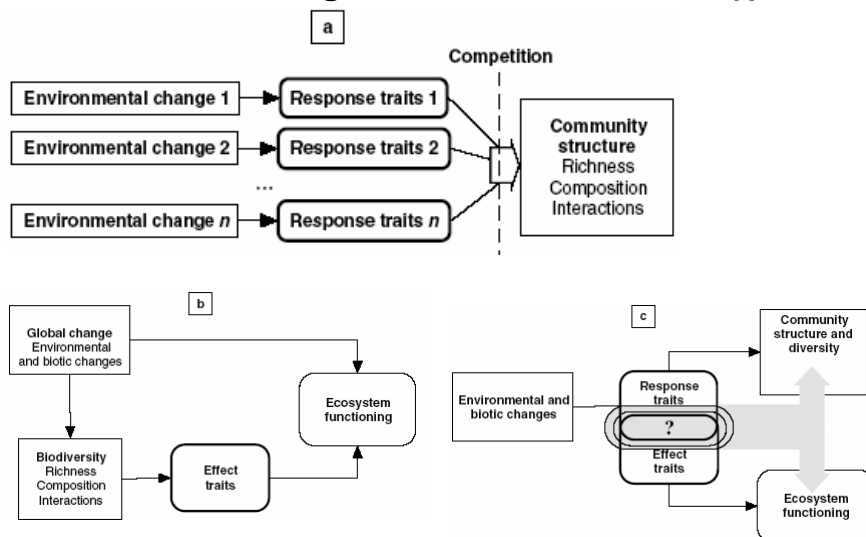 a
Competition
Environmental change 1
Response traits 1
Environmental change 2
Response traits 2
...
Environmental change n
Response traits n
Community
structure
Richness
Composition
Interactions
b
Global change
Environmental
and biotic changes
Ecosystem
functioning
Biodiversity
Richness
Composition
Interactions
Effect
traits
c
Community
structure and
diversity
Environmental and
biotic changes
Response
traits
?
Effect
traits
Ecosystem
functioning